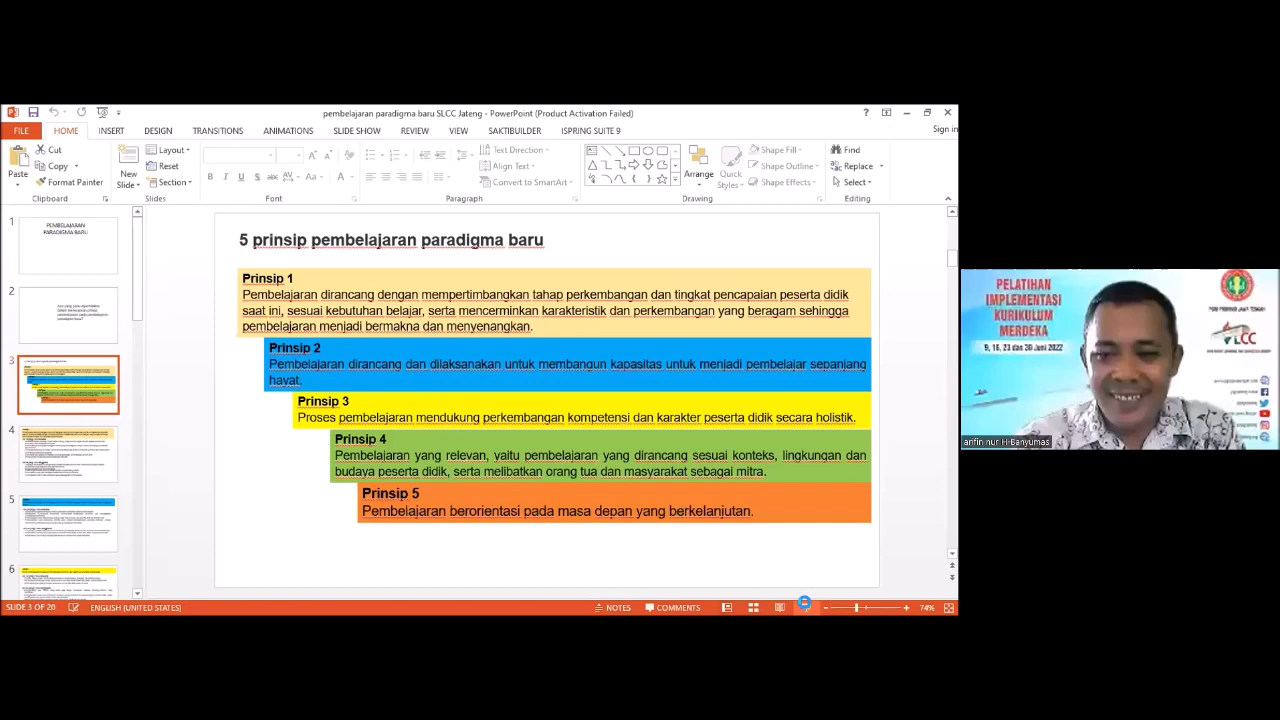 pembelajaran paradigma baru SLCC Jateng - PowerPoint (Product Activation Failed)
FILE HOME INSERT DESIGN TRANSITIONS ANIMATIONS SLIDE SHOW REVIEW VIEW SAKTIBUILDER ISPRING SUITE 9 Sign in
Paste
Cut
Copy
Format Painter
Clipboard
New Slide
Layout
Reset
Section
Slides
Font
Text Direction
Align Text
Convert to SmartArt
Paragraph
Arrange
Quick Styles
Shape Fill
Shape Outline
Shape Effects
Drawing
Find
Replace
Select
Editing
1
PEMBELAJARAN
PARADIGMA BARU
2
3
4
5
6
5 prinsip pembelajaran paradigma baru
Prinsip 1
Pembelajaran dirancang dengan mempertimbangkan tahap perkembangan dan tingkat pencapaian peserta didik
saat ini, sesuai kebutuhan belajar, serta mencerminkan karakteristik dan perkembangan yang beragam sehingga
pembelajaran menjadi bermakna dan menyenangkan.
Prinsip 2
Pembelajaran dirancang dan dilaksanakan untuk membangun kapasitas untuk menjadi pembelajar sepanjang
hayat.
Prinsip 3
Proses pembelajaran mendukung perkembangan kompetensi dan karakter peserta didik secara holistik.
Prinsip 4
Pembelajaran yang relevan, yaitu pembelajaran yang dirancang sesuai konteks, lingkungan dan
budaya peserta didik, serta melibatkan orang tua dan masyarakat sebagai mitra.
Prinsip 5
Pembelajaran berorientasi pada masa depan yang berkelanjutan.
PELATIHAN
IMPLEMENTASI
KURIKULUM
MERDEKA
9, 16, 23 dan 30 Juni 2022
SLCC
arifin nur H-Banyumas
SLIDE 3 OF 20 ENGLISH (UNITED STATES) NOTES COMMENTS 74%